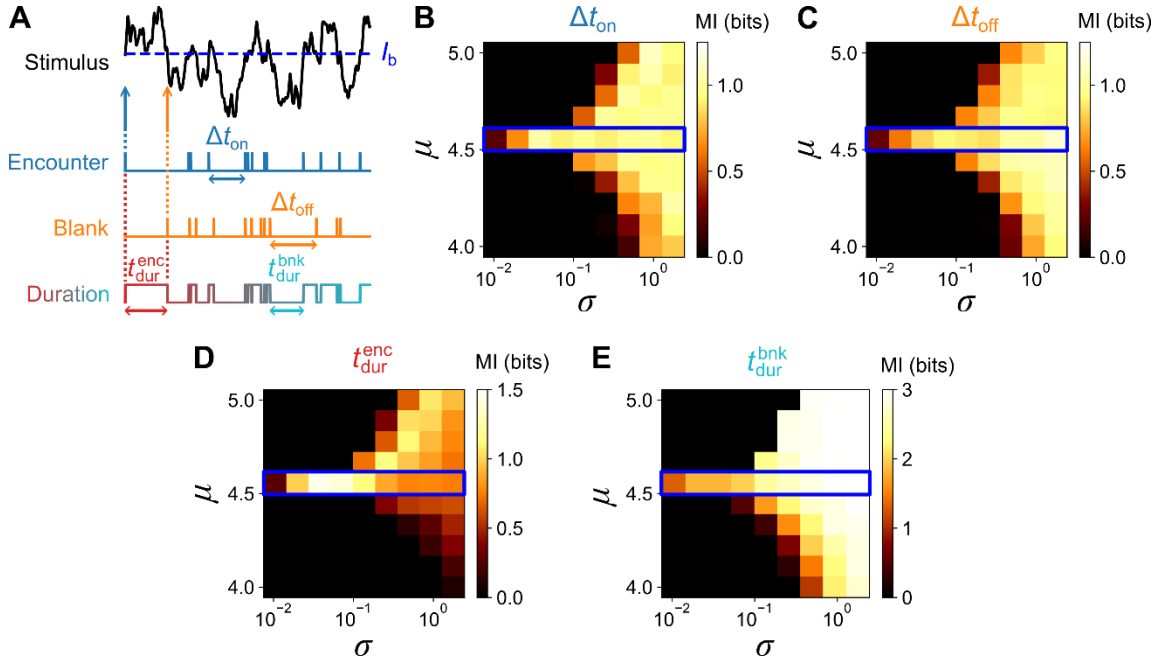 A
Stimulus
I_b
Δt_on
Encounter
Δt_off
Blank
t_dur^enc
t_dur^bnk
Duration
B
Δt_on
MI (bits)
5.0
4.5
4.0
μ
10^-2
10^-1
10^0
σ
1.0
0.5
0.0
C
Δt_off
MI (bits)
5.0
4.5
4.0
μ
10^-2
10^-1
10^0
σ
1.0
0.5
0.0
D
t_dur^enc
MI (bits)
5.0
4.5
4.0
μ
10^-2
10^-1
10^0
σ
1.5
1.0
0.5
0.0
E
t_dur^bnk
MI (bits)
5.0
4.5
4.0
μ
10^-2
10^-1
10^0
σ
3
2
1
0